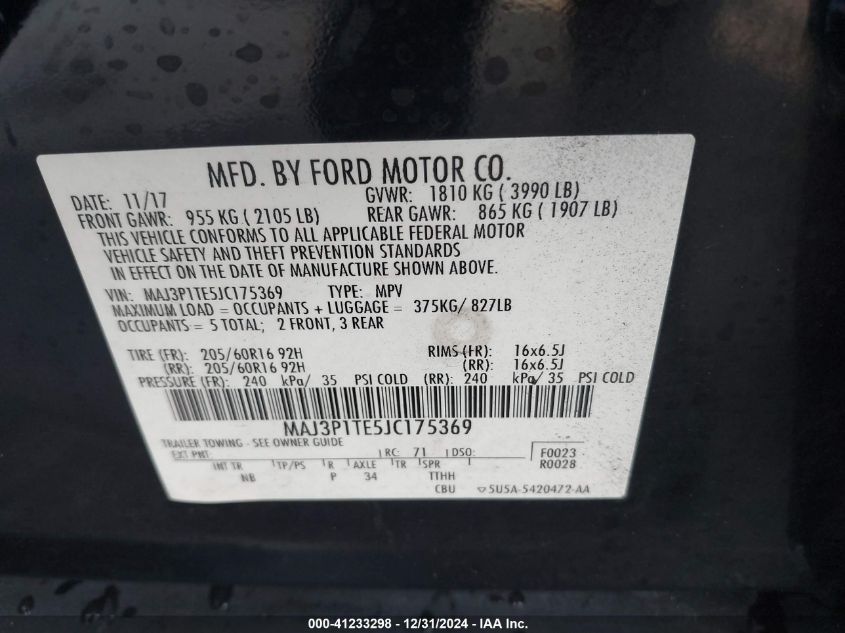 MFD. BY FORD MOTOR CO.
DATE: 11/17 GVWR: 1810 KG ( 3990 LB)
FRONT GAWR: 955 KG ( 2105 LB) REAR GAWR: 865 KG ( 1907 LB)
THIS VEHICLE CONFORMS TO ALL APPLICABLE FEDERAL MOTOR
VEHICLE SAFETY AND THEFT PREVENTION STANDARDS
IN EFFECT ON THE DATE OF MANUFACTURE SHOWN ABOVE.
VIN: MAJ3P1TE5JC175369 TYPE: MPV
MAXIMUM LOAD = OCCUPANTS + LUGGAGE = 375KG/ 827LB
OCCUPANTS = 5 TOTAL; 2 FRONT, 3 REAR
TIRE (FR): 205/60R16 92H RIMS (FR): 16x6.5J
(RR): 205/60R16 92H (RR): 16x6.5J
PRESSURE (FR): 240 kPa/ 35 PSI COLD (RR): 240 kPa/ 35 PSI COLD
MAJ3P1TE5JC175369
TRAILER TOWING - SEE OWNER GUIDE
EXT PNT: RC: 71 DSO: F0023
INT TR TP/PS R AXLE TR SPR R0028
NB P 34 TTHH
CBU 5U5A-5420472-AA
000-41233298 - 12/31/2024 - IAA Inc.